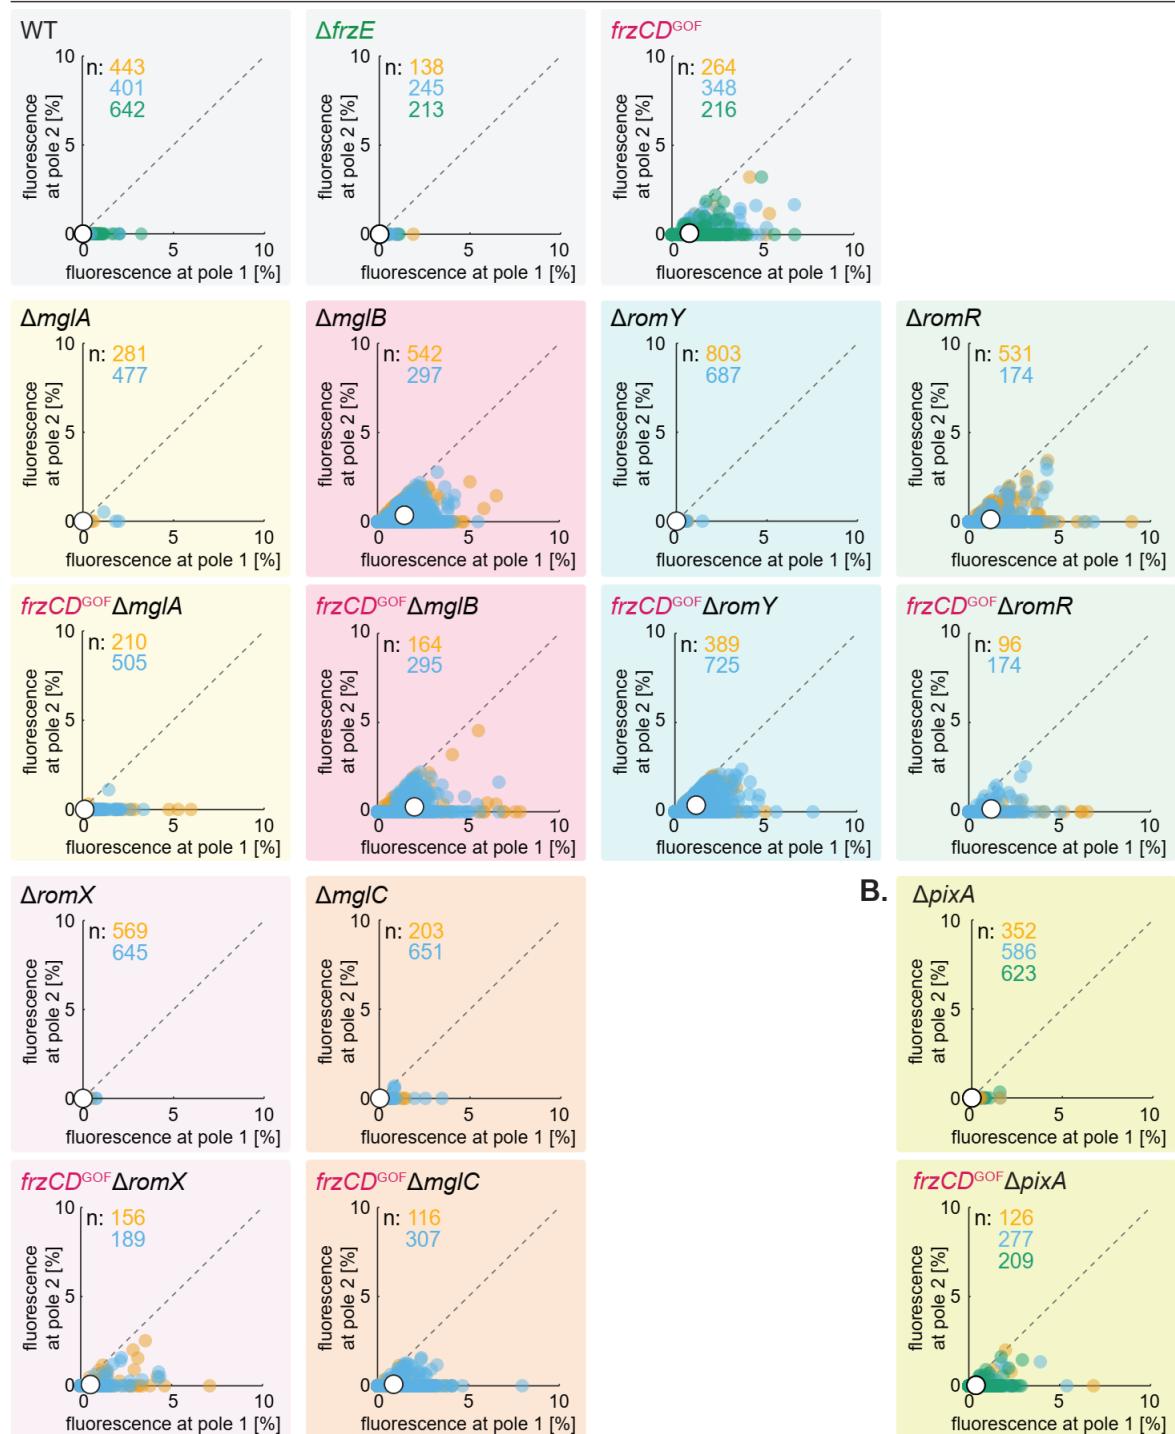 WT
10
n: 443
401
642
fluorescence
at pole 2 [%]
5
0
0
5
10
fluorescence at pole 1 [%]
ΔfrzE
10
n: 138
245
213
fluorescence
at pole 2 [%]
5
0
0
5
10
fluorescence at pole 1 [%]
frzCDGOF
10
n: 264
348
216
fluorescence
at pole 2 [%]
5
0
0
5
10
fluorescence at pole 1 [%]
ΔmglA
10
n: 281
477
fluorescence
at pole 2 [%]
5
0
0
5
10
fluorescence at pole 1 [%]
ΔmglB
10
n: 542
297
fluorescence
at pole 2 [%]
5
0
0
5
10
fluorescence at pole 1 [%]
ΔromY
10
n: 803
687
fluorescence
at pole 2 [%]
5
0
0
5
10
fluorescence at pole 1 [%]
ΔromR
10
n: 531
174
fluorescence
at pole 2 [%]
5
0
0
5
10
fluorescence at pole 1 [%]
frzCDGOFΔmglA
10
n: 210
505
fluorescence
at pole 2 [%]
5
0
0
5
10
fluorescence at pole 1 [%]
frzCDGOFΔmglB
10
n: 164
295
fluorescence
at pole 2 [%]
5
0
0
5
10
fluorescence at pole 1 [%]
frzCDGOFΔromY
10
n: 389
725
fluorescence
at pole 2 [%]
5
0
0
5
10
fluorescence at pole 1 [%]
frzCDGOFΔromR
10
n: 96
174
fluorescence
at pole 2 [%]
5
0
0
5
10
fluorescence at pole 1 [%]
ΔromX
10
n: 569
645
fluorescence
at pole 2 [%]
5
0
0
5
10
fluorescence at pole 1 [%]
ΔmglC
10
n: 203
651
fluorescence
at pole 2 [%]
5
0
0
5
10
fluorescence at pole 1 [%]
B.
ΔpixA
10
n: 352
586
623
fluorescence
at pole 2 [%]
5
0
0
5
10
fluorescence at pole 1 [%]
frzCDGOFΔromX
10
n: 156
189
fluorescence
at pole 2 [%]
5
0
0
5
10
fluorescence at pole 1 [%]
frzCDGOFΔmglC
10
n: 116
307
fluorescence
at pole 2 [%]
5
0
0
5
10
fluorescence at pole 1 [%]
frzCDGOFΔpixA
10
n: 126
277
209
fluorescence
at pole 2 [%]
5
0
0
5
10
fluorescence at pole 1 [%]